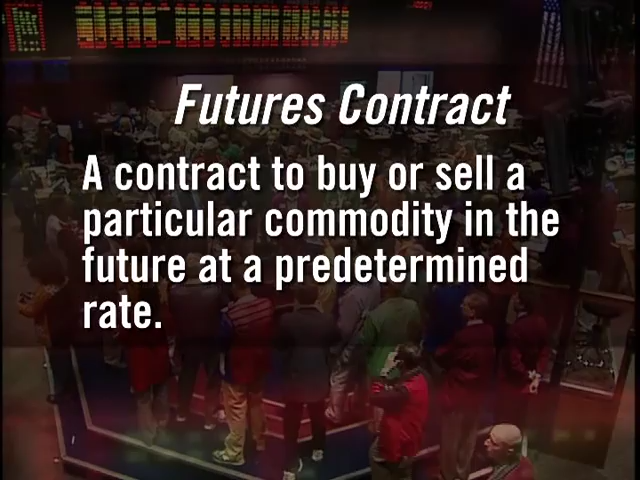 Futures Contract
A contract to buy or sell a
particular commodity in the
future at a predetermined
rate.